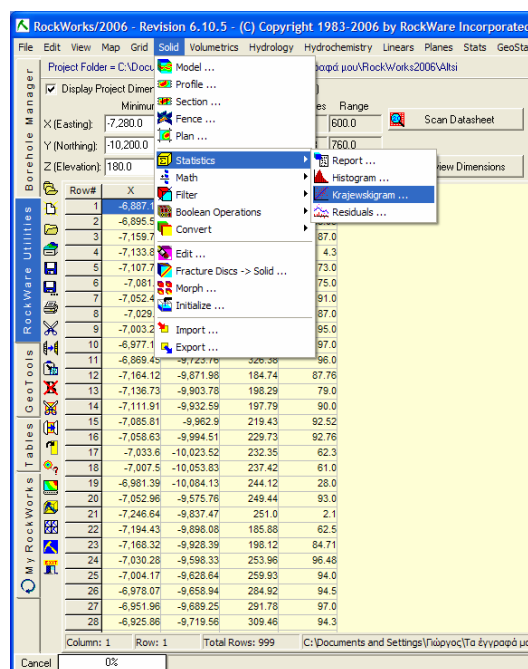 RockWorks/2006 - Revision 6.10.5 - (C) Copyright 1983-2006 by RockWare Incorporated
File Edit View Map Grid Solid Volumetrics Hydrology Hydrochemistry Linears Planes Stats GeoSta
Project Folder = C:\Docu
ραφά μου\RockWorks2006\Altsi
Display Project Dimer
Minimur
es Range
X (Easting): -7,280.0
600.0
Scan Datasheet
Y (Northing): -10,200.0
760.0
Z (Elevation): 180.0
view Dimensions
Model ...
Profile ...
Section ...
Fence ...
Plan ...
Statistics
Math
Filter
Boolean Operations
Convert
Edit ...
Fracture Discs -> Solid ...
Morph ...
Initialize ...
Import ...
Export ...
Report ...
Histogram ...
Krajewskigram ...
Residuals ...
Borehole Manager
RockWare Utilities
GeoTools
Tables
My RockWorks
Row# X
1 -6,887.1
2 -6,895.5
3 -7,159.7 87.0
4 -7,133.8 4.3
5 -7,107.7 73.0
6 -7,081. 75.0
7 -7,052.4 91.0
8 -7,029. 87.0
9 -7,003.2 95.0
10 -6,977.1 97.0
11 -6,869.45 -9,723.76 326.38 96.0
12 -7,164.12 -9,871.98 184.74 87.76
13 -7,136.73 -9,903.78 198.29 79.0
14 -7,111.91 -9,932.59 197.79 90.0
15 -7,085.81 -9,962.9 219.43 92.52
16 -7,058.63 -9,994.51 229.73 92.76
17 -7,033.6 -10,023.52 232.35 62.3
18 -7,007.5 -10,053.83 237.42 61.0
19 -6,981.39 -10,084.13 244.12 28.0
20 -7,052.96 -9,575.76 249.44 93.0
21 -7,246.64 -9,837.47 251.0 2.1
22 -7,194.43 -9,898.08 185.88 62.5
23 -7,168.32 -9,928.39 198.12 84.71
24 -7,030.28 -9,598.33 253.96 96.48
25 -7,004.17 -9,628.64 259.93 94.0
26 -6,978.07 -9,658.94 284.92 94.5
27 -6,951.96 -9,689.25 291.78 97.0
28 -6,925.86 -9,719.56 309.46 94.3
Column: 1 Row: 1 Total Rows: 999 C:\Documents and Settings\Γιώργος\Τα έγγραφά μο
Cancel 0%